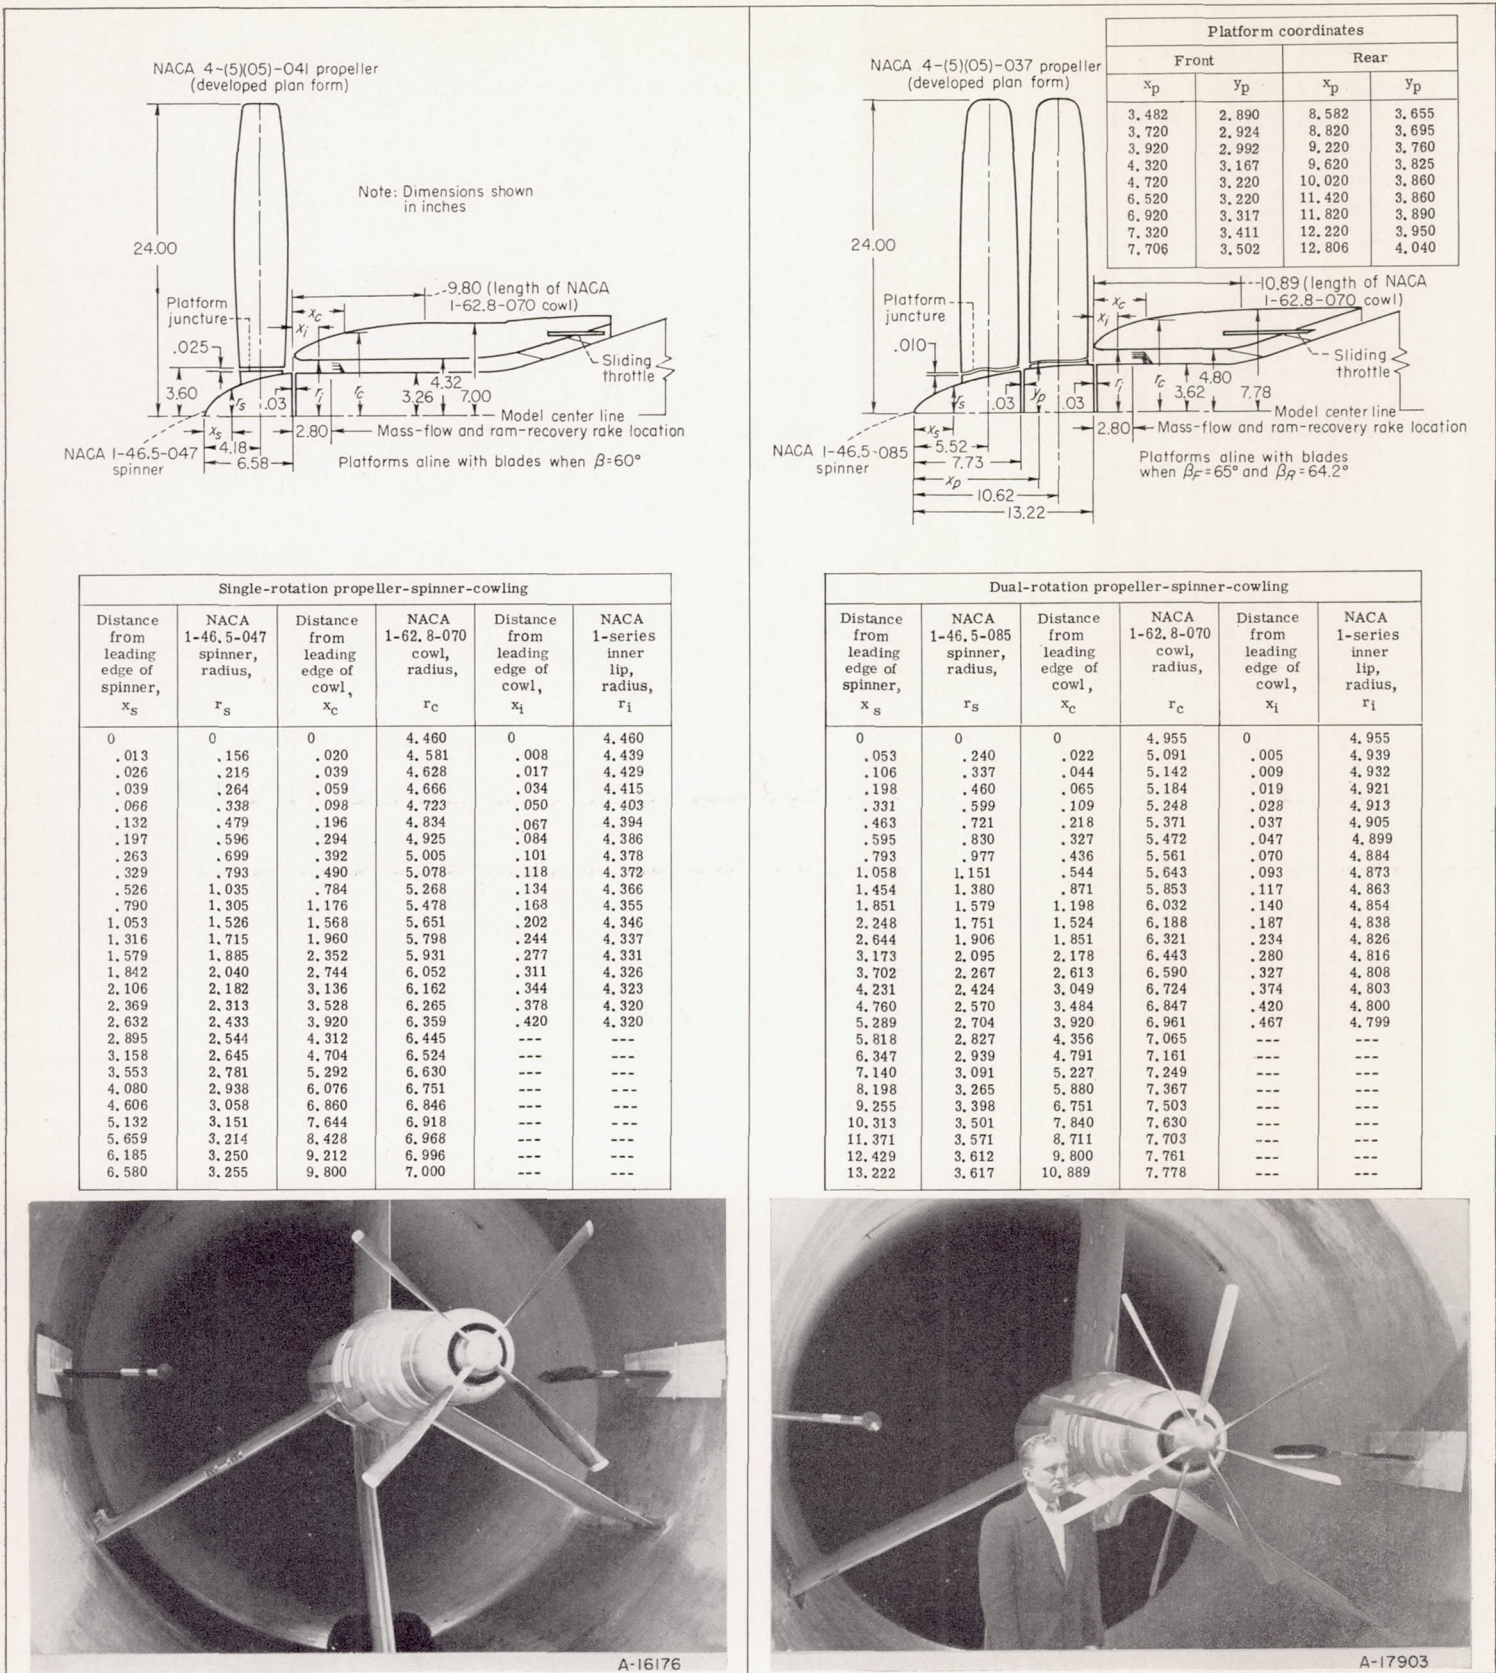 NACA 4-(5)(05)-041 propeller
(developed plan form)
Note: Dimensions shown
in inches
24.00
9.80 (length of NACA
1-62.8-070 cowl)
Platform
juncture
xc
xi
.025
Sliding
throttle
3.60
rs
.03
ri
rc
3.26
4.32
7.00
Model center line
xs
2.80
Mass-flow and ram-recovery rake location
4.18
6.58
NACA 1-46.5-047
spinner
Platforms aline with blades when β=60°
NACA 4-(5)(05)-037 propeller
(developed plan form)
24.00
10.89 (length of NACA
1-62.8-070 cowl)
Platform
juncture
xc
xi
.010
Sliding
throttle
rs
.03
yp
.03
ri
rc
3.62
4.80
7.78
Model center line
xs
2.80
Mass-flow and ram-recovery rake location
5.52
7.73
xp
10.62
13.22
NACA 1-46.5-085
spinner
Platforms aline with blades
when βF=65° and βR=64.2°
Platform coordinates
Front Rear
xp yp xp yp
3.482 2.890 8.582 3.655
3.720 2.924 8.820 3.695
3.920 2.992 9.220 3.760
4.320 3.167 9.620 3.825
4.720 3.220 10.020 3.860
6.520 3.220 11.420 3.860
6.920 3.317 11.820 3.890
7.320 3.411 12.220 3.950
7.706 3.502 12.806 4.040
Single-rotation propeller-spinner-cowling
Distance NACA Distance NACA Distance NACA
from 1-46.5-047 from 1-62.8-070 from 1-series
leading spinner, leading cowl, leading inner
edge of radius, edge of radius, edge of lip,
spinner, cowl, cowl, radius,
xs rs xc rc xi ri
0 0 0 4.460 0 4.460
.013 .156 .020 4.581 .008 4.439
.026 .216 .039 4.628 .017 4.429
.039 .264 .059 4.666 .034 4.415
.066 .338 .098 4.723 .050 4.403
.132 .479 .196 4.834 .067 4.394
.197 .596 .294 4.925 .084 4.386
.263 .699 .392 5.005 .101 4.378
.329 .793 .490 5.078 .118 4.372
.526 1.035 .784 5.268 .134 4.366
.790 1.305 1.176 5.478 .168 4.355
1.053 1.526 1.568 5.651 .202 4.346
1.316 1.715 1.960 5.798 .244 4.337
1.579 1.885 2.352 5.931 .277 4.331
1.842 2.040 2.744 6.052 .311 4.326
2.106 2.182 3.136 6.162 .344 4.323
2.369 2.313 3.528 6.265 .378 4.320
2.632 2.433 3.920 6.359 .420 4.320
2.895 2.544 4.312 6.445 --- ---
3.158 2.645 4.704 6.524 --- ---
3.553 2.781 5.292 6.630 --- ---
4.080 2.938 6.076 6.751 --- ---
4.606 3.058 6.860 6.846 --- ---
5.132 3.151 7.644 6.918 --- ---
5.659 3.214 8.428 6.968 --- ---
6.185 3.250 9.212 6.996 --- ---
6.580 3.255 9.800 7.000 --- ---
Dual-rotation propeller-spinner-cowling
Distance NACA Distance NACA Distance NACA
from 1-46.5-085 from 1-62.8-070 from 1-series
leading spinner, leading cowl, leading inner
edge of radius, edge of radius, edge of lip,
spinner, cowl, cowl, radius,
xs rs xc rc xi ri
0 0 0 4.955 0 4.955
.053 .240 .022 5.091 .005 4.939
.106 .337 .044 5.142 .009 4.932
.198 .460 .065 5.184 .019 4.921
.331 .599 .109 5.248 .028 4.913
.463 .721 .218 5.371 .037 4.905
.595 .830 .327 5.472 .047 4.899
.793 .977 .436 5.561 .070 4.884
1.058 1.151 .544 5.643 .093 4.873
1.454 1.380 .871 5.853 .117 4.863
1.851 1.579 1.198 6.032 .140 4.854
2.248 1.751 1.524 6.188 .187 4.838
2.644 1.906 1.851 6.321 .234 4.826
3.173 2.095 2.178 6.443 .280 4.816
3.702 2.267 2.613 6.590 .327 4.808
4.231 2.424 3.049 6.724 .374 4.803
4.760 2.570 3.484 6.847 .420 4.800
5.289 2.704 3.920 6.961 .467 4.799
5.818 2.827 4.356 7.065 --- ---
6.347 2.939 4.791 7.161 --- ---
7.140 3.091 5.227 7.249 --- ---
8.198 3.265 5.880 7.367 --- ---
9.255 3.398 6.751 7.503 --- ---
10.313 3.501 7.840 7.630 --- ---
11.371 3.571 8.711 7.703 --- ---
12.429 3.612 9.800 7.761 --- ---
13.222 3.617 10.889 7.778 --- ---
A-16176
A-17903